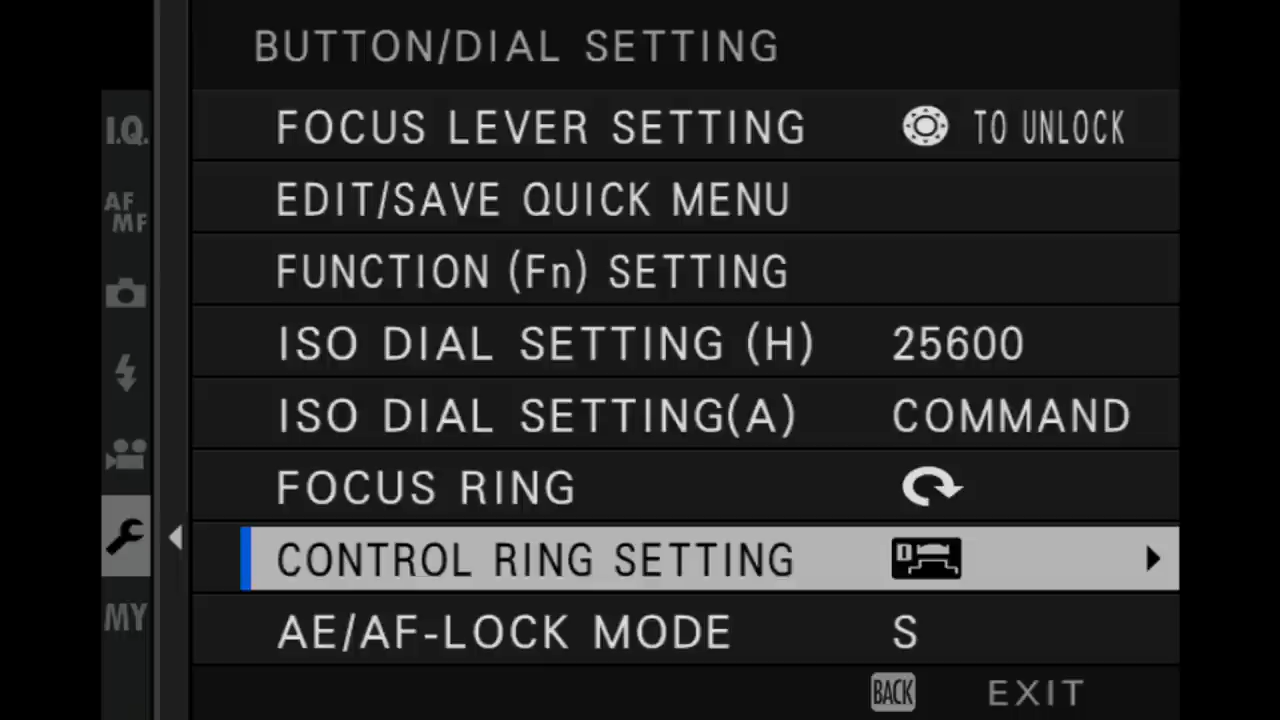 BUTTON/DIAL SETTING
I.Q.
AF
MF
MY
FOCUS LEVER SETTING TO UNLOCK
EDIT/SAVE QUICK MENU
FUNCTION (Fn) SETTING
ISO DIAL SETTING (H) 25600
ISO DIAL SETTING(A) COMMAND
FOCUS RING
CONTROL RING SETTING
AE/AF-LOCK MODE S
BACK EXIT